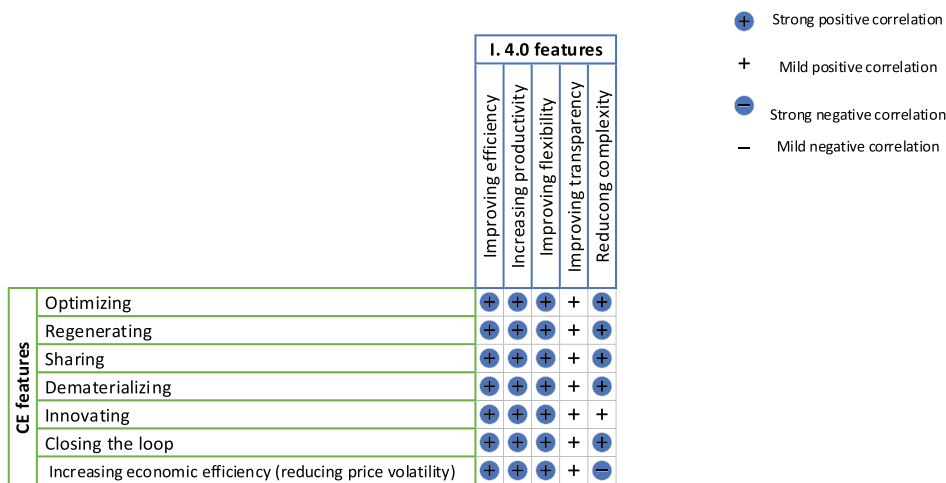 Strong positive correlation
+ Mild positive correlation
Strong negative correlation
– Mild negative correlation
I. 4.0 features
Improving efficiency
Increasing productivity
Improving flexibility
Improving transparency
Reducong complexity
CE features
Optimizing + + + + +
Regenerating + + + + +
Sharing + + + + +
Dematerializing + + + + +
Innovating + + + + +
Closing the loop + + + + +
Increasing economic efficiency (reducing price volatility) + + + + –